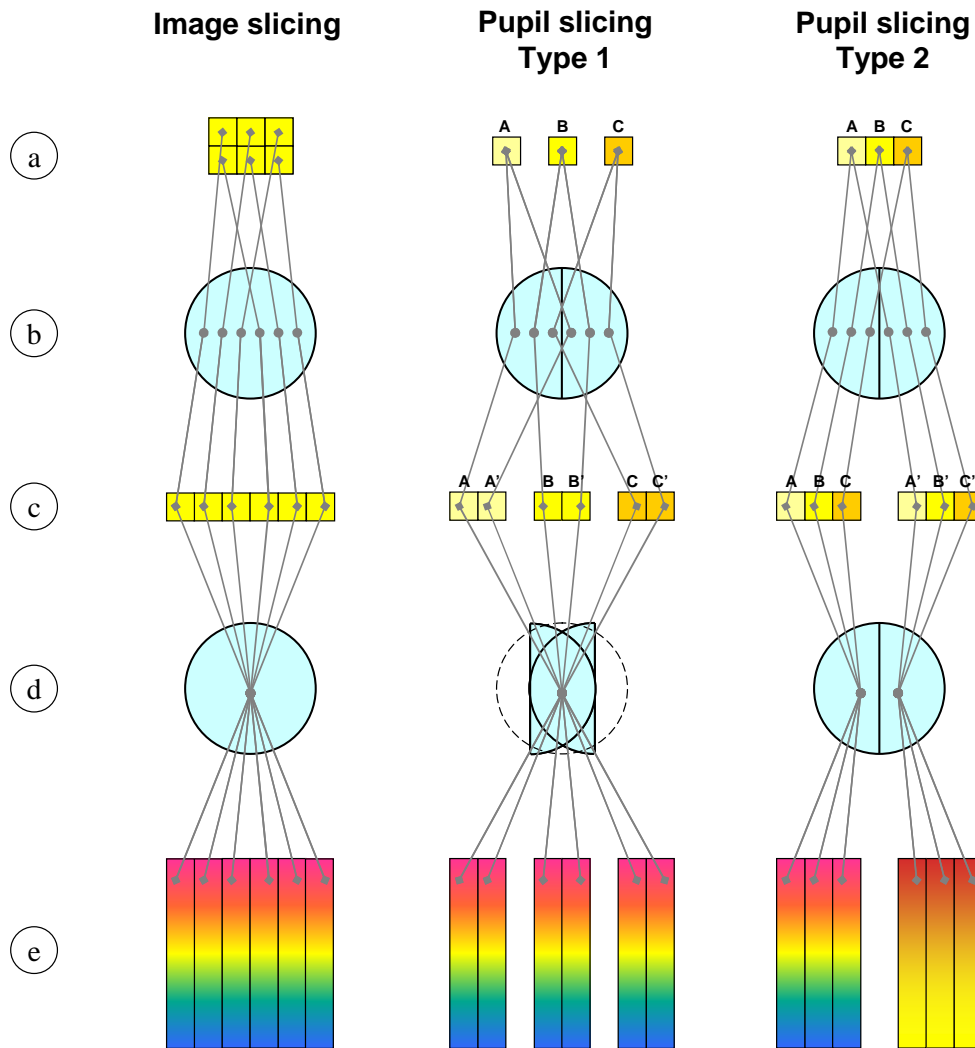 Image slicing
Pupil slicing
Type 1
Pupil slicing
Type 2
a
A B C
A B C
b
c
A A’ B B’ C C’
A B C A’ B’ C’
d
e